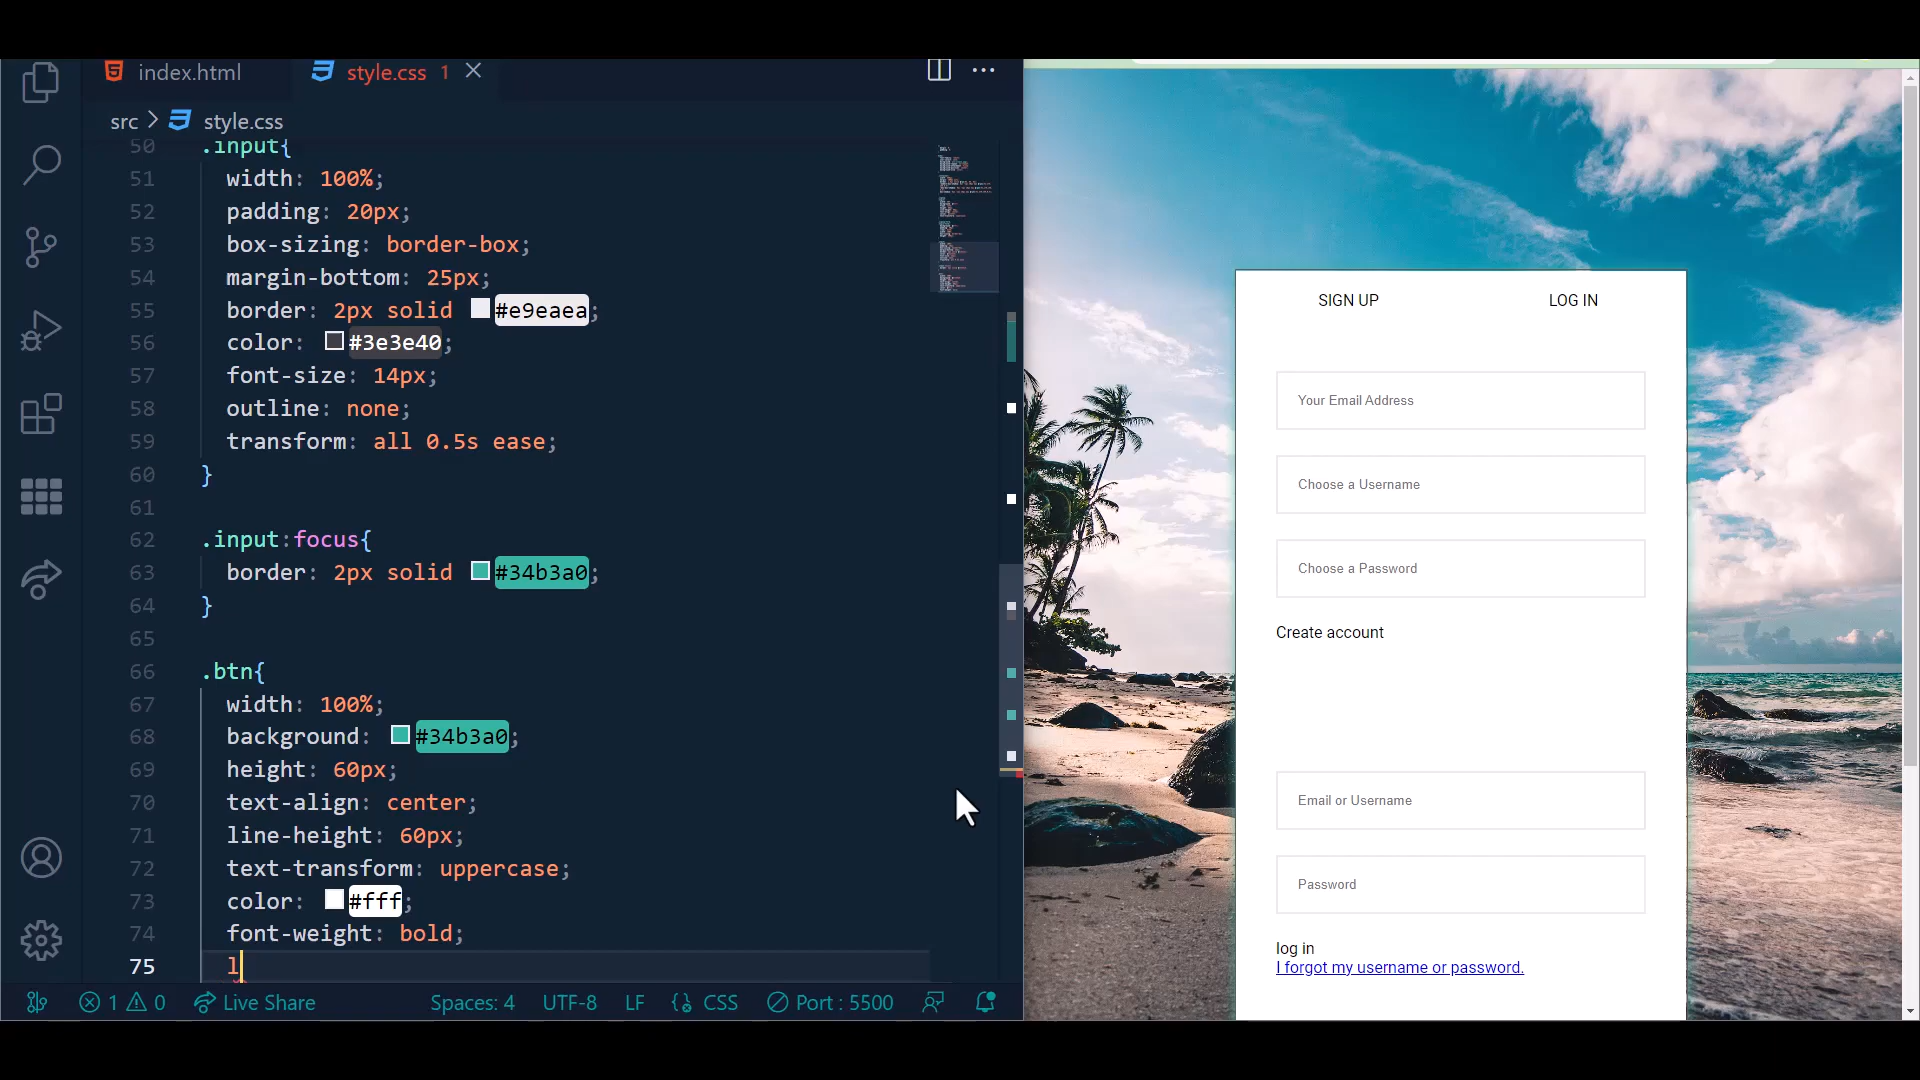 index.html
style.css 1
src > style.css
50 .input{
51 width: 100%;
52 padding: 20px;
53 box-sizing: border-box;
54 margin-bottom: 25px;
55 border: 2px solid #e9eaea;
56 color: #3e3e40;
57 font-size: 14px;
58 outline: none;
59 transform: all 0.5s ease;
60 }
61
62 .input:focus{
63 border: 2px solid #34b3a0;
64 }
65
66 .btn{
67 width: 100%;
68 background: #34b3a0;
69 height: 60px;
70 text-align: center;
71 line-height: 60px;
72 text-transform: uppercase;
73 color: #fff;
74 font-weight: bold;
75 l
1 0 Live Share Spaces: 4 UTF-8 LF CSS Port : 5500
SIGN UP LOG IN
Your Email Address
Choose a Username
Choose a Password
Create account
Email or Username
Password
log in
I forgot my username or password.